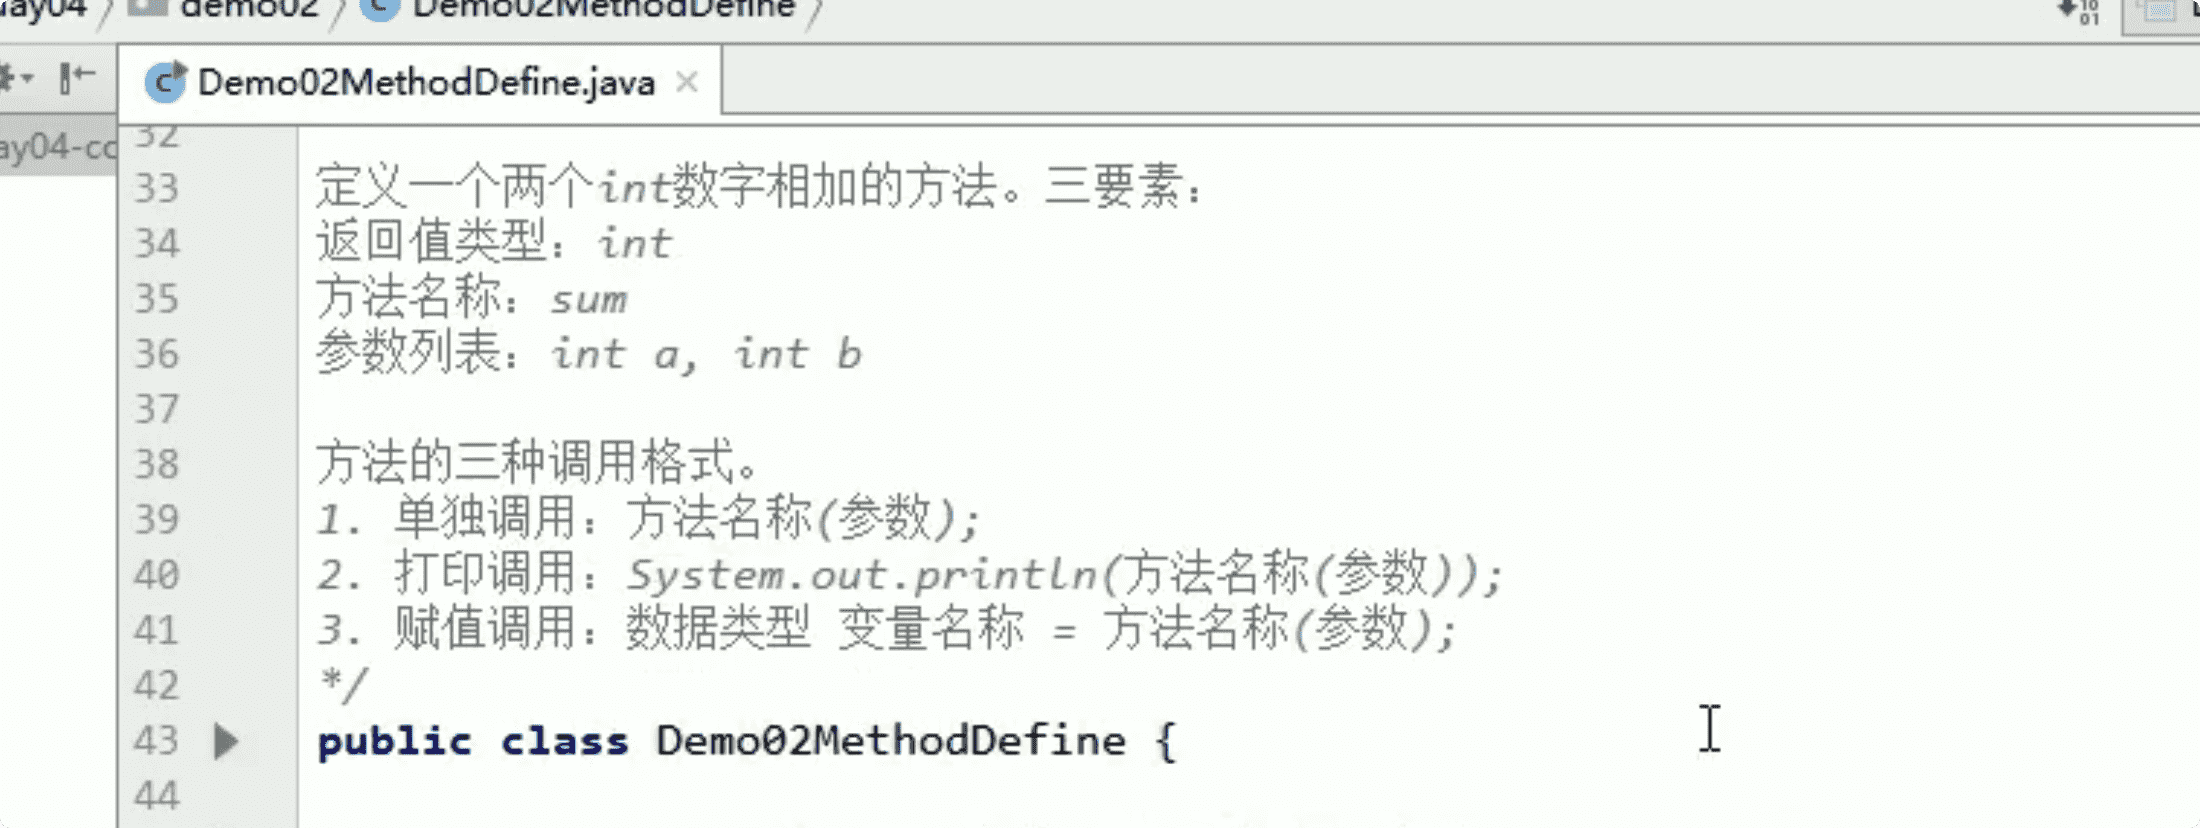 demo02 Demo02MethodDefine
Demo02MethodDefine.java
32
33 定义一个两个int数字相加的方法。三要素：
34 返回值类型：int
35 方法名称：sum
36 参数列表：int a, int b
37
38 方法的三种调用格式。
39 1. 单独调用：方法名称(参数);
40 2. 打印调用：System.out.println(方法名称(参数));
41 3. 赋值调用：数据类型 变量名称 = 方法名称(参数);
42 */
43 public class Demo02MethodDefine {
44